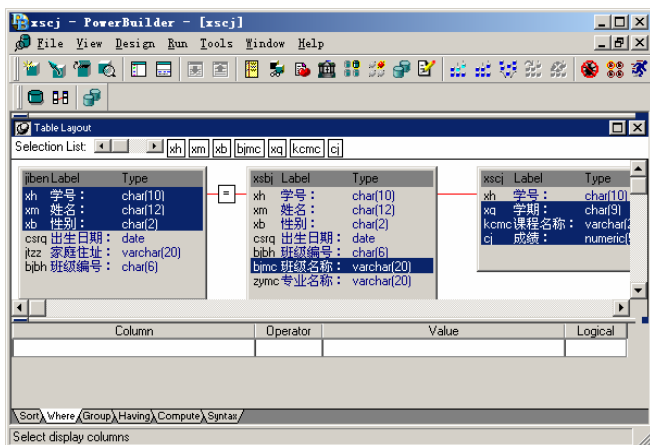 xscj - PowerBuilder - [xscj]
File View Design Run Tools Window Help
Table Layout
Selection List: xh xm xb bjmc xq kcmc cj
jiben Label Type
xh 学号： char(10)
xm 姓名： char(12)
xb 性别： char(2)
csrq 出生日期： date
jtzz 家庭住址： varchar(20)
bjbh 班级编号： char(6)
=
xsbj Label Type
xh 学号： char(10)
xm 姓名： char(12)
xb 性别： char(2)
csrq 出生日期： date
bjbh 班级编号： char(6)
bjmc 班级名称： varchar(20)
zymc 专业名称： varchar(20)
xscj Label Type
xh 学号： char(10)
xq 学期： char(9)
kcmc 课程名称： varchar(2
cj 成绩： numeric(5
Column Operator Value Logical
Sort Where Group Having Compute Syntax
Select display columns